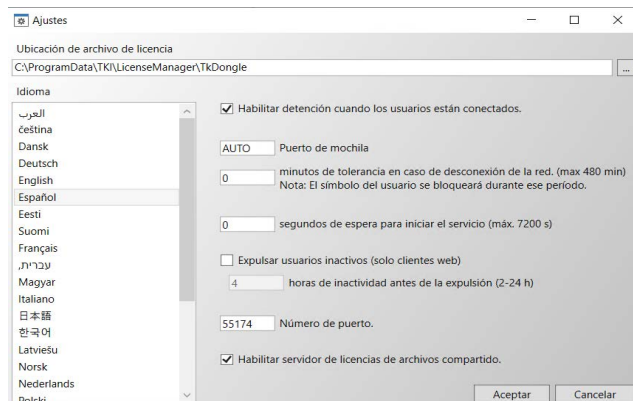 Ajustes
Ubicación de archivo de licencia
C:\ProgramData\TKI\LicenseManager\TkDongle
...
Idioma
العرب
čeština
Dansk
Deutsch
English
Español
Eesti
Suomi
Français
עברית,
Magyar
Italiano
日本語
한국어
Latviešu
Norsk
Nederlands
Polski
Habilitar detención cuando los usuarios están conectados.
AUTO Puerto de mochila
0 minutos de tolerancia en caso de desconexión de la red. (max 480 min)
Nota: El símbolo del usuario se bloqueará durante ese período.
0 segundos de espera para iniciar el servicio (máx. 7200 s)
Expulsar usuarios inactivos (solo clientes web)
4 horas de inactividad antes de la expulsión (2-24 h)
55174 Número de puerto.
Habilitar servidor de licencias de archivos compartido.
Aceptar Cancelar